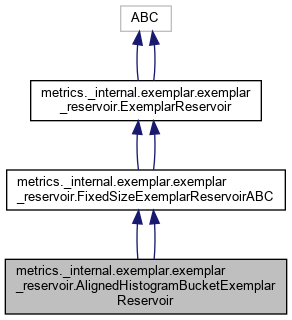 ABC
metrics._internal.exemplar.exemplar
_reservoir.ExemplarReservoir
metrics._internal.exemplar.exemplar
_reservoir.FixedSizeExemplarReservoirABC
metrics._internal.exemplar.exemplar
_reservoir.AlignedHistogramBucketExemplar
Reservoir